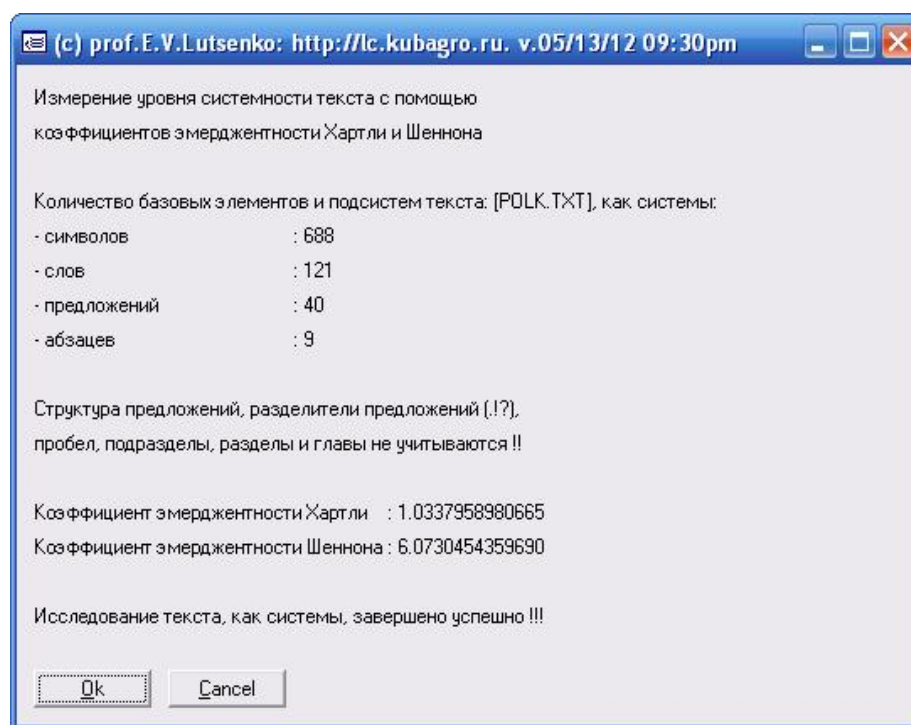 (c) prof.E.V.Lutsenko: http://lc.kubagro.ru. v.05/13/12 09:30pm
Измерение уровня системности текста с помощью
коэффициентов эмерджентности Хартли и Шеннона
Количество базовых элементов и подсистем текста: [POLK.TXT], как системы:
- символов : 688
- слов : 121
- предложений : 40
- абзацев : 9
Структура предложений, разделители предложений (.!?),
пробел, подразделы, разделы и главы не учитываются !!
Коэффициент эмерджентности Хартли : 1.0337958980665
Коэффициент эмерджентности Шеннона : 6.0730454359690
Исследование текста, как системы, завершено успешно !!!
Ok Cancel